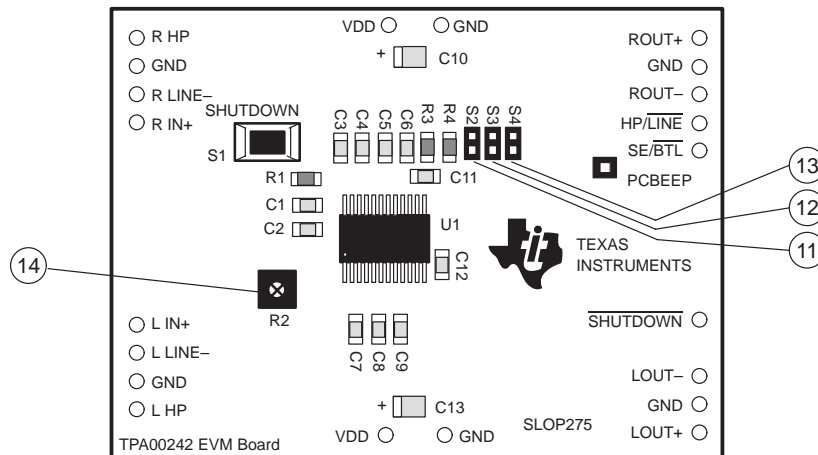 VDD GND
R HP
GND
R LINE–
R IN+
+ C10
ROUT+
GND
ROUT–
HP/LINE
SE/BTL
PCBEEP
SHUTDOWN
S1
C3 C4 C5 C6 R3 R4 S2 S3 S4
R1
C1
C2
C11
U1
C12
TEXAS
INSTRUMENTS
13
12
11
14
R2
SHUTDOWN
L IN+
L LINE–
GND
L HP
C7 C8 C9
+ C13
VDD GND
SLOP275
LOUT–
GND
LOUT+
TPA00242 EVM Board